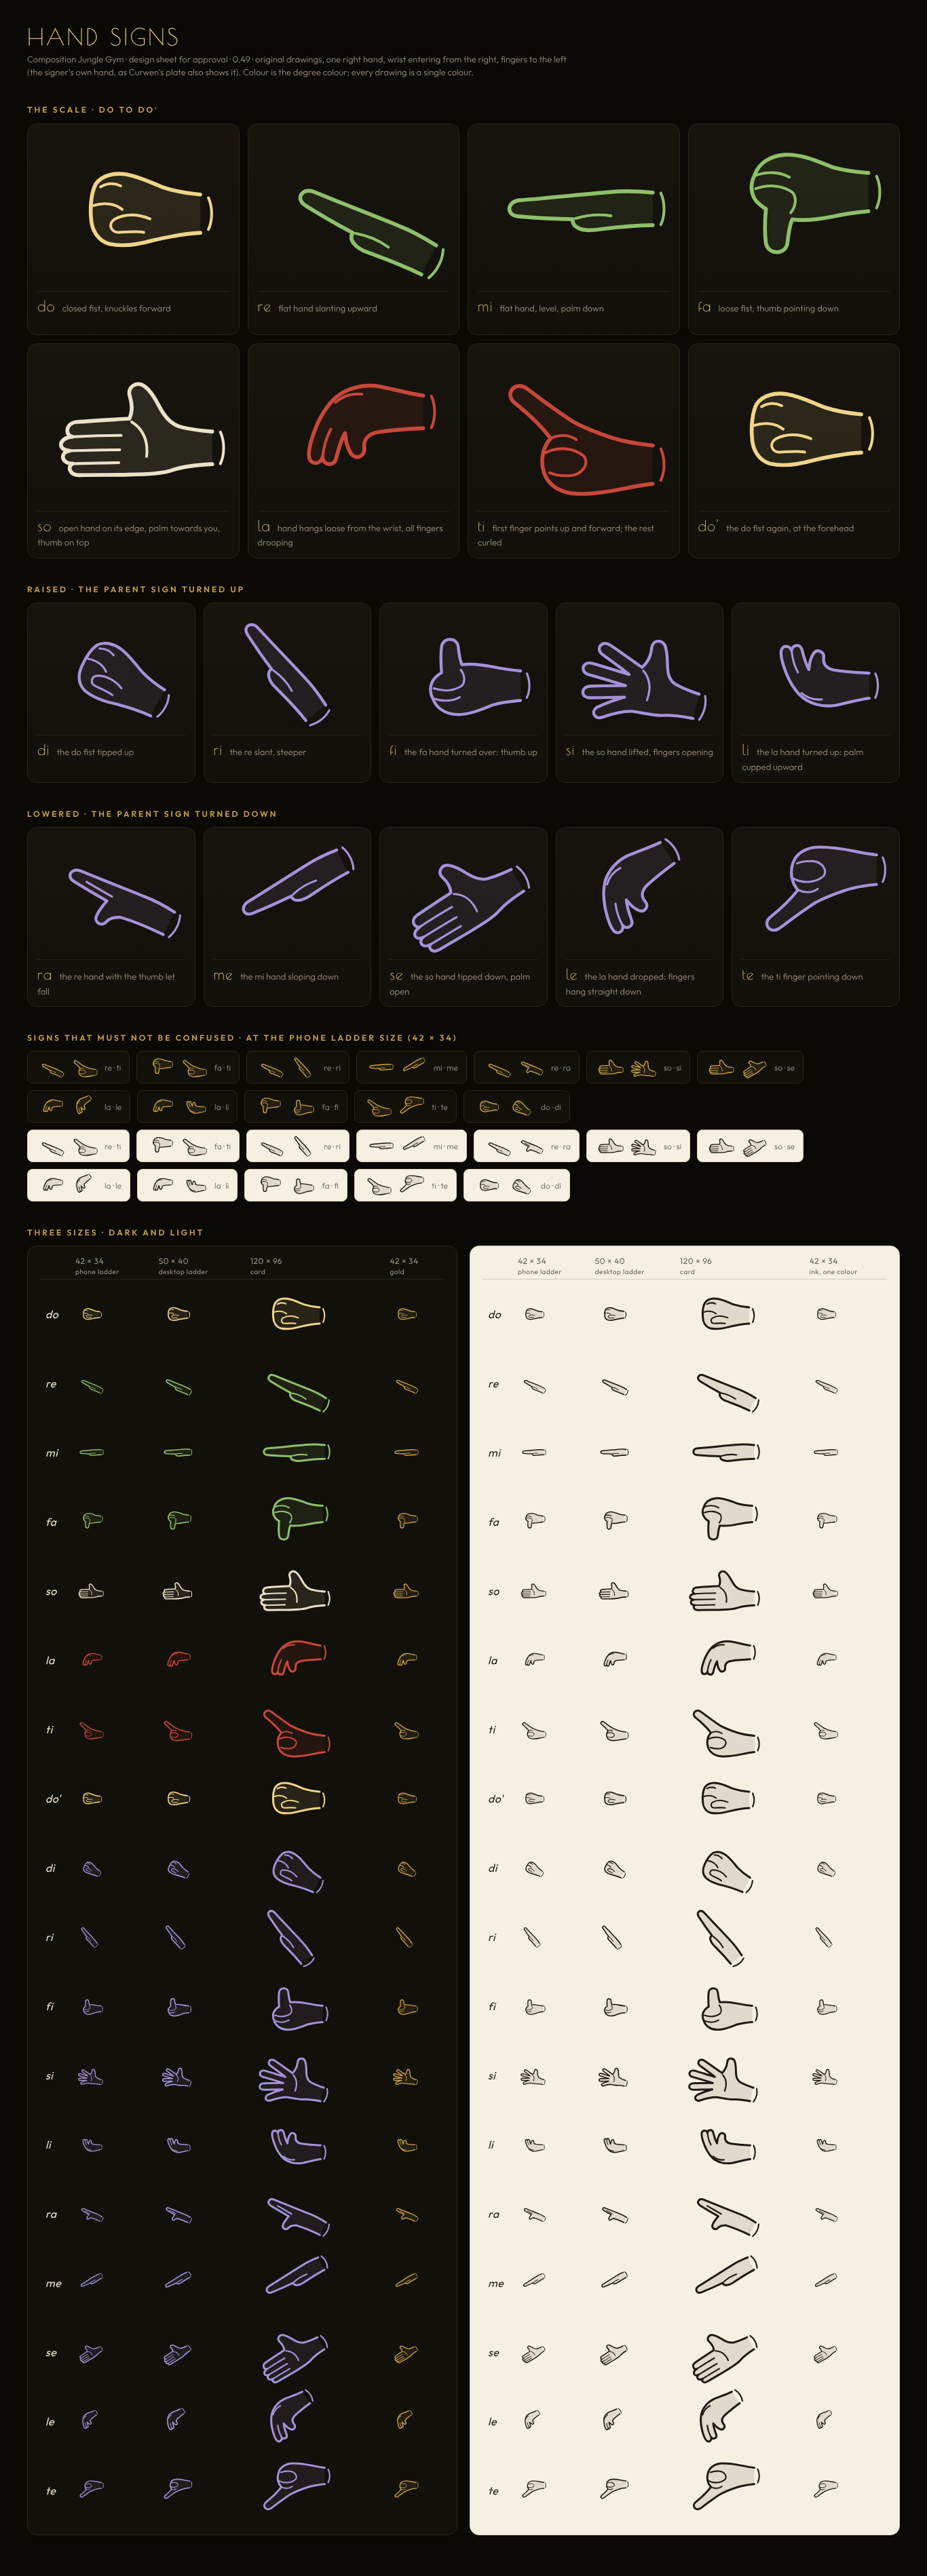 HAND SIGNS
Composition Jungle Gym · design sheet for approval · 0.49 · original drawings, one right hand, wrist entering from the right, fingers to the left
(the signer's own hand, as Curwen's plate also shows it). Colour is the degree colour; every drawing is a single colour.
THE SCALE · DO TO DO'
do closed fist, knuckles forward
re flat hand slanting upward
mi flat hand, level, palm down
fa loose fist, thumb pointing down
so open hand on its edge, palm towards you,
thumb on top
la hand hangs loose from the wrist, all fingers
drooping
ti first finger points up and forward; the rest
curled
do' the do fist again, at the forehead
RAISED · THE PARENT SIGN TURNED UP
di the do fist tipped up
ri the re slant, steeper
fi the fa hand turned over: thumb up
si the so hand lifted, fingers opening
li the la hand turned up: palm
cupped upward
LOWERED · THE PARENT SIGN TURNED DOWN
ra the re hand with the thumb let
fall
me the mi hand sloping down
se the so hand tipped down, palm
open
le the la hand dropped: fingers
hang straight down
te the ti finger pointing down
SIGNS THAT MUST NOT BE CONFUSED · AT THE PHONE LADDER SIZE (42 × 34)
re·ti fa·ti re·ri mi·me re·ra so·si so·se
la·le la·li fa·fi ti·te do·di
re·ti fa·ti re·ri mi·me re·ra so·si so·se
la·le la·li fa·fi ti·te do·di
THREE SIZES · DARK AND LIGHT
42 × 34 50 × 40 120 × 96 42 × 34
phone ladder desktop ladder card gold
do
re
mi
fa
so
la
ti
do'
di
ri
fi
si
li
ra
me
se
le
te
42 × 34 50 × 40 120 × 96 42 × 34
phone ladder desktop ladder card ink, one colour
do
re
mi
fa
so
la
ti
do'
di
ri
fi
si
li
ra
me
se
le
te